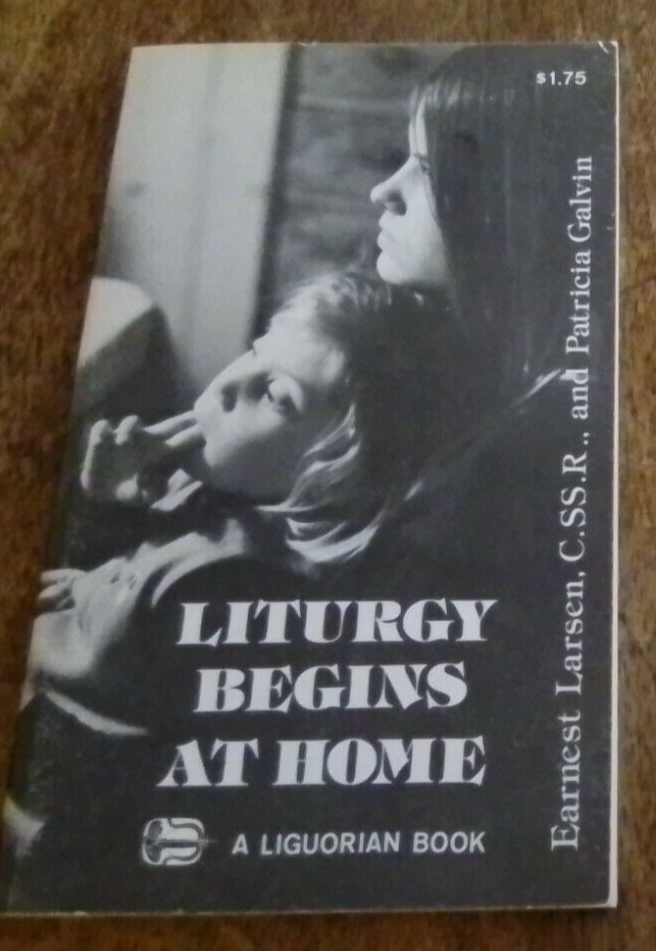 $1.75
Earnest Larsen, C.SS.R., and Patricia Galvin
LITURGY
BEGINS
AT HOME
A LIGUORIAN BOOK